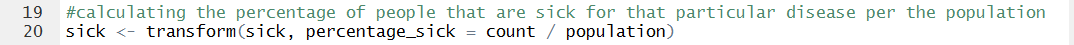 19 #calculating the percentage of people that are sick for that particular disease per the population
20 sick <- transform(sick, percentage_sick = count / population)